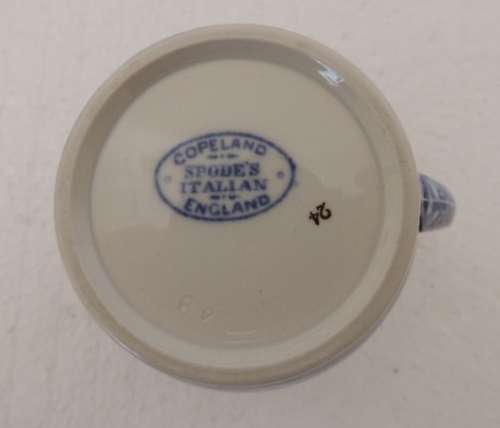 COPELAND
SPODE'S
ITALIAN
ENGLAND
24